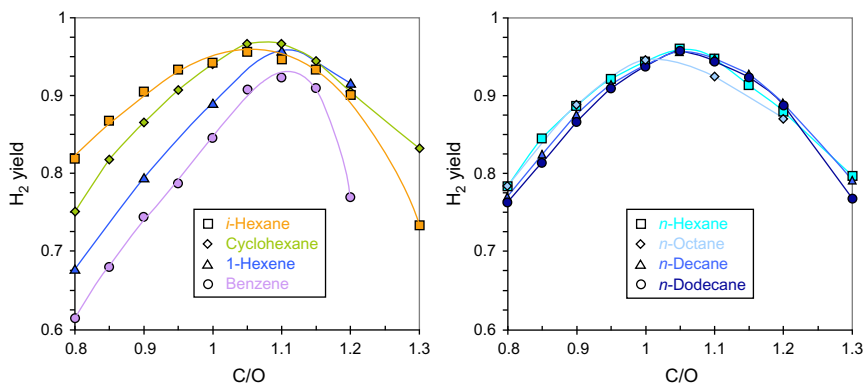 H2 yield
1
0.9
0.8
0.7
0.6
0.8
0.9
1
1.1
1.2
1.3
C/O
i-Hexane
Cyclohexane
1-Hexene
Benzene
H2 yield
1
0.9
0.8
0.7
0.6
0.8
0.9
1
1.1
1.2
1.3
C/O
n-Hexane
n-Octane
n-Decane
n-Dodecane